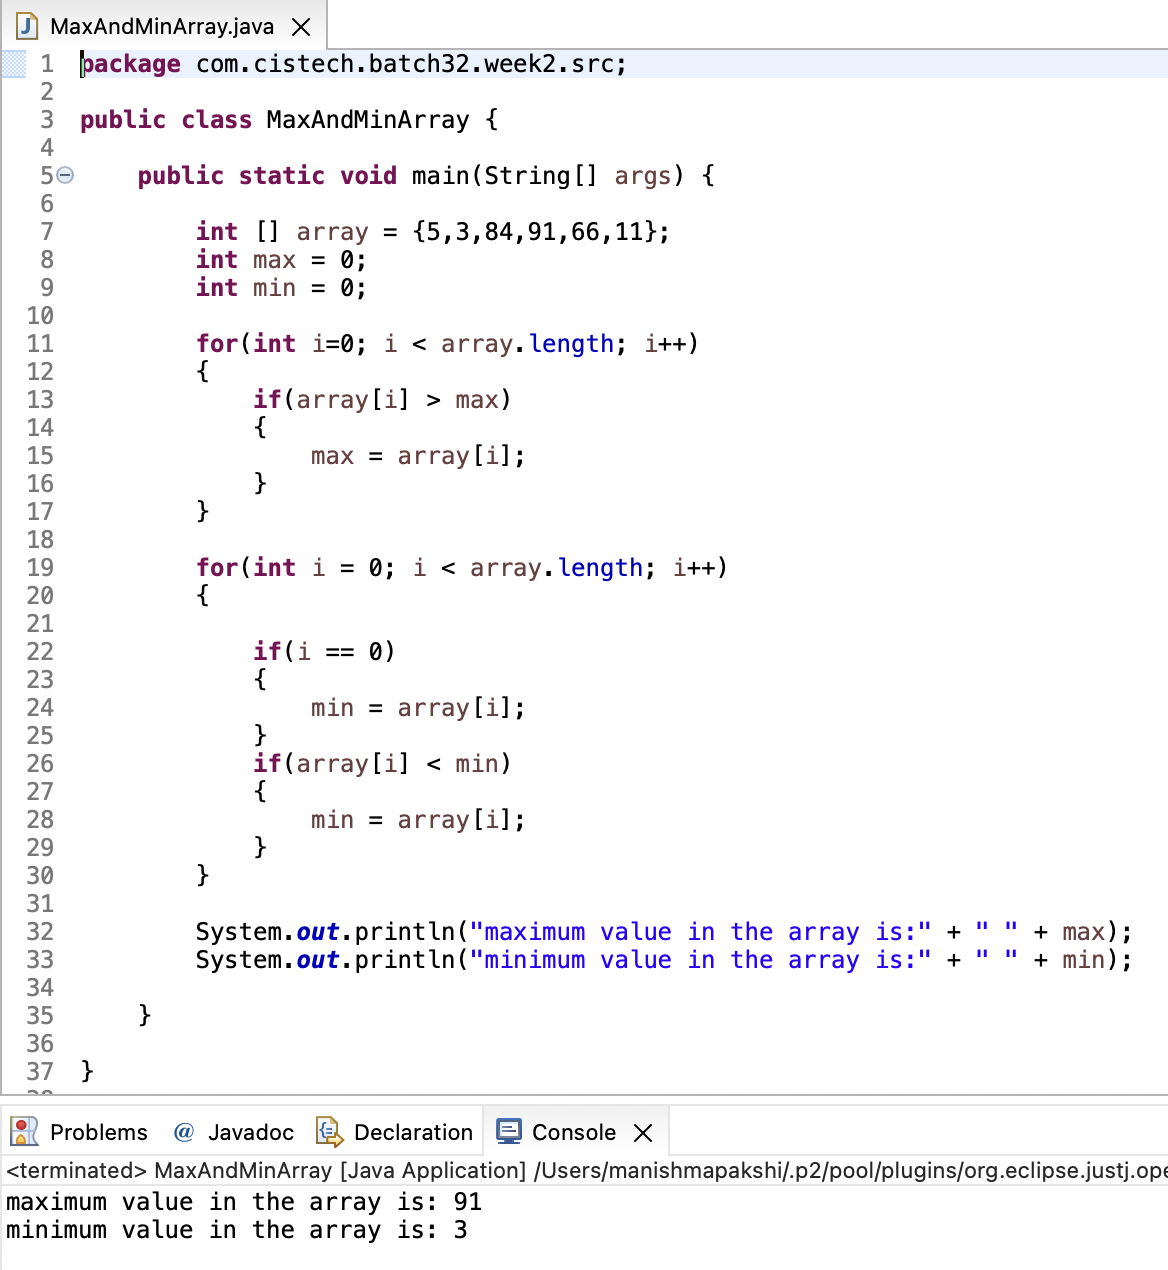 MaxAndMinArray.java
1 package com.cistech.batch32.week2.src;
2
3 public class MaxAndMinArray {
4
5     public static void main(String[] args) {
6
7         int [] array = {5,3,84,91,66,11};
8         int max = 0;
9         int min = 0;
10
11         for(int i=0; i < array.length; i++)
12         {
13             if(array[i] > max)
14             {
15                 max = array[i];
16             }
17         }
18
19         for(int i = 0; i < array.length; i++)
20         {
21
22             if(i == 0)
23             {
24                 min = array[i];
25             }
26             if(array[i] < min)
27             {
28                 min = array[i];
29             }
30         }
31
32         System.out.println("maximum value in the array is:" + " " + max);
33         System.out.println("minimum value in the array is:" + " " + min);
34
35     }
36
37 }
Problems @ Javadoc Declaration Console
<terminated> MaxAndMinArray [Java Application] /Users/manishmapakshi/.p2/pool/plugins/org.eclipse.justj.ope
maximum value in the array is: 91
minimum value in the array is: 3